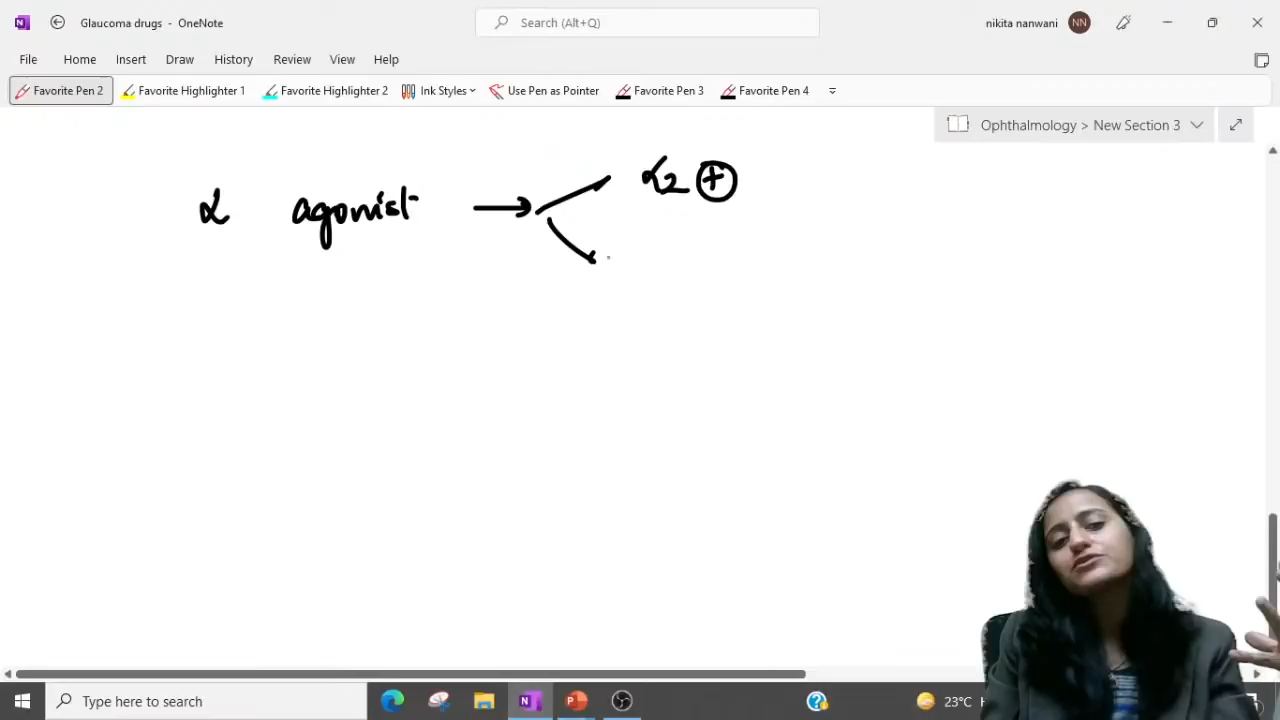 Glaucoma drugs - OneNote
Search (Alt+Q)
nikita nanwani NN
File Home Insert Draw History Review View Help
Favorite Pen 2 Favorite Highlighter 1 Favorite Highlighter 2 Ink Styles Use Pen as Pointer Favorite Pen 3 Favorite Pen 4
Ophthalmology > New Section 3
α agonist → α2 +
Type here to search
23°C